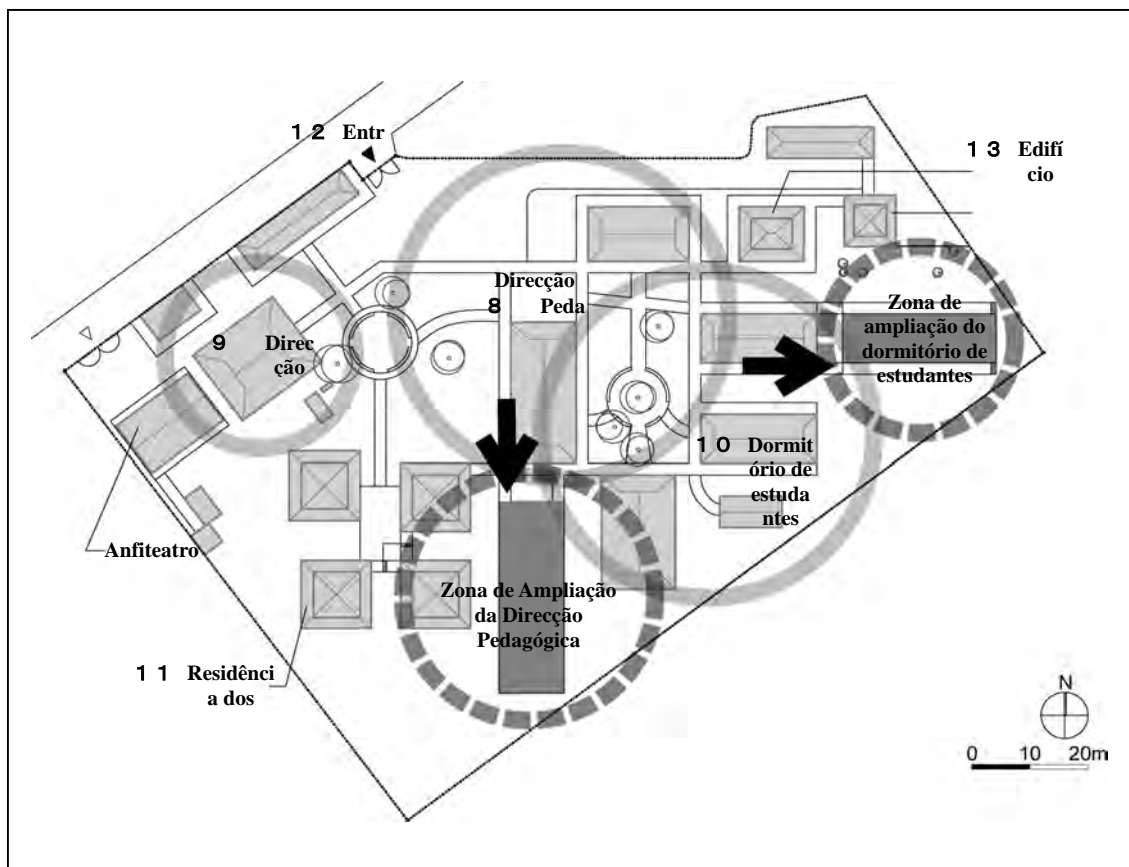 １２ Entr
１３ Edifí
cio
Direcção
８ Peda
９ Direc
ção
Zona de
ampliação do
dormitório de
estudantes
１０ Dormit
ório de
estuda
ntes
Anfiteatro
Zona de Ampliação
da Direcção
Pedagógica
１１ Residênci
a dos
N
0 10 20m